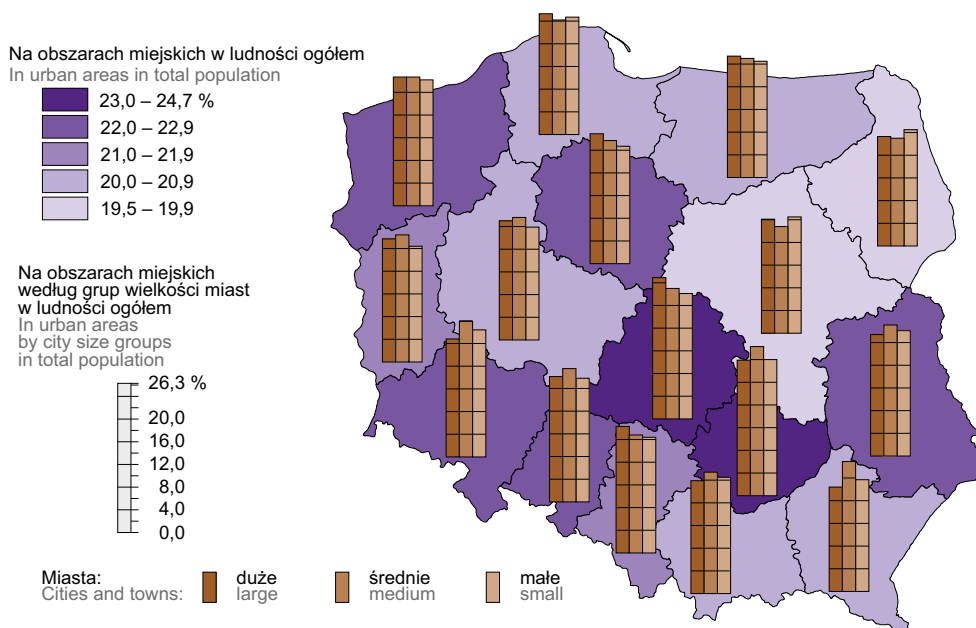 Na obszarach miejskich w ludności ogółem
In urban areas in total population
23,0 – 24,7 %
22,0 – 22,9
21,0 – 21,9
20,0 – 20,9
19,5 – 19,9
Na obszarach miejskich
według grup wielkości miast
w ludności ogółem
In urban areas
by city size groups
in total population
26,3 %
20,0
16,0
12,0
8,0
4,0
0,0
Miasta:
Cities and towns:
duże
large
średnie
medium
małe
small